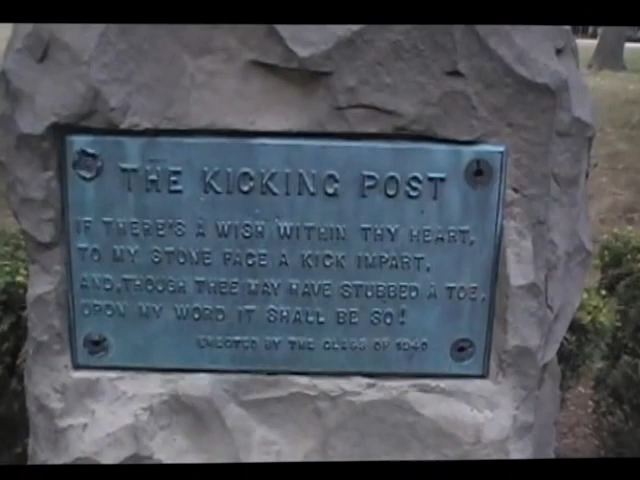 THE KICKING POST
IF THERE'S A WISH WITHIN THY HEART,
TO MY STONE FACE A KICK IMPART,
AND, THOUGH THEE MAY HAVE STUBBED A TOE,
UPON MY WORD IT SHALL BE SO!
ERECTED BY THE CLASS OF 1940